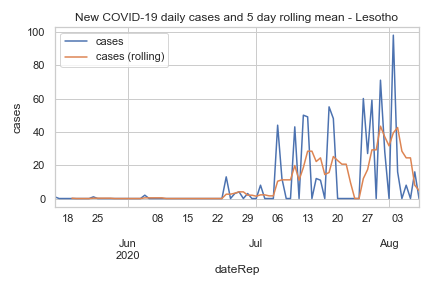 New COVID-19 daily cases and 5 day rolling mean - Lesotho
cases
cases (rolling)
100
80
60
40
20
0
cases
18 25 08 15 22 29 06 13 20 27 03
Jun Jul Aug
2020
dateRep